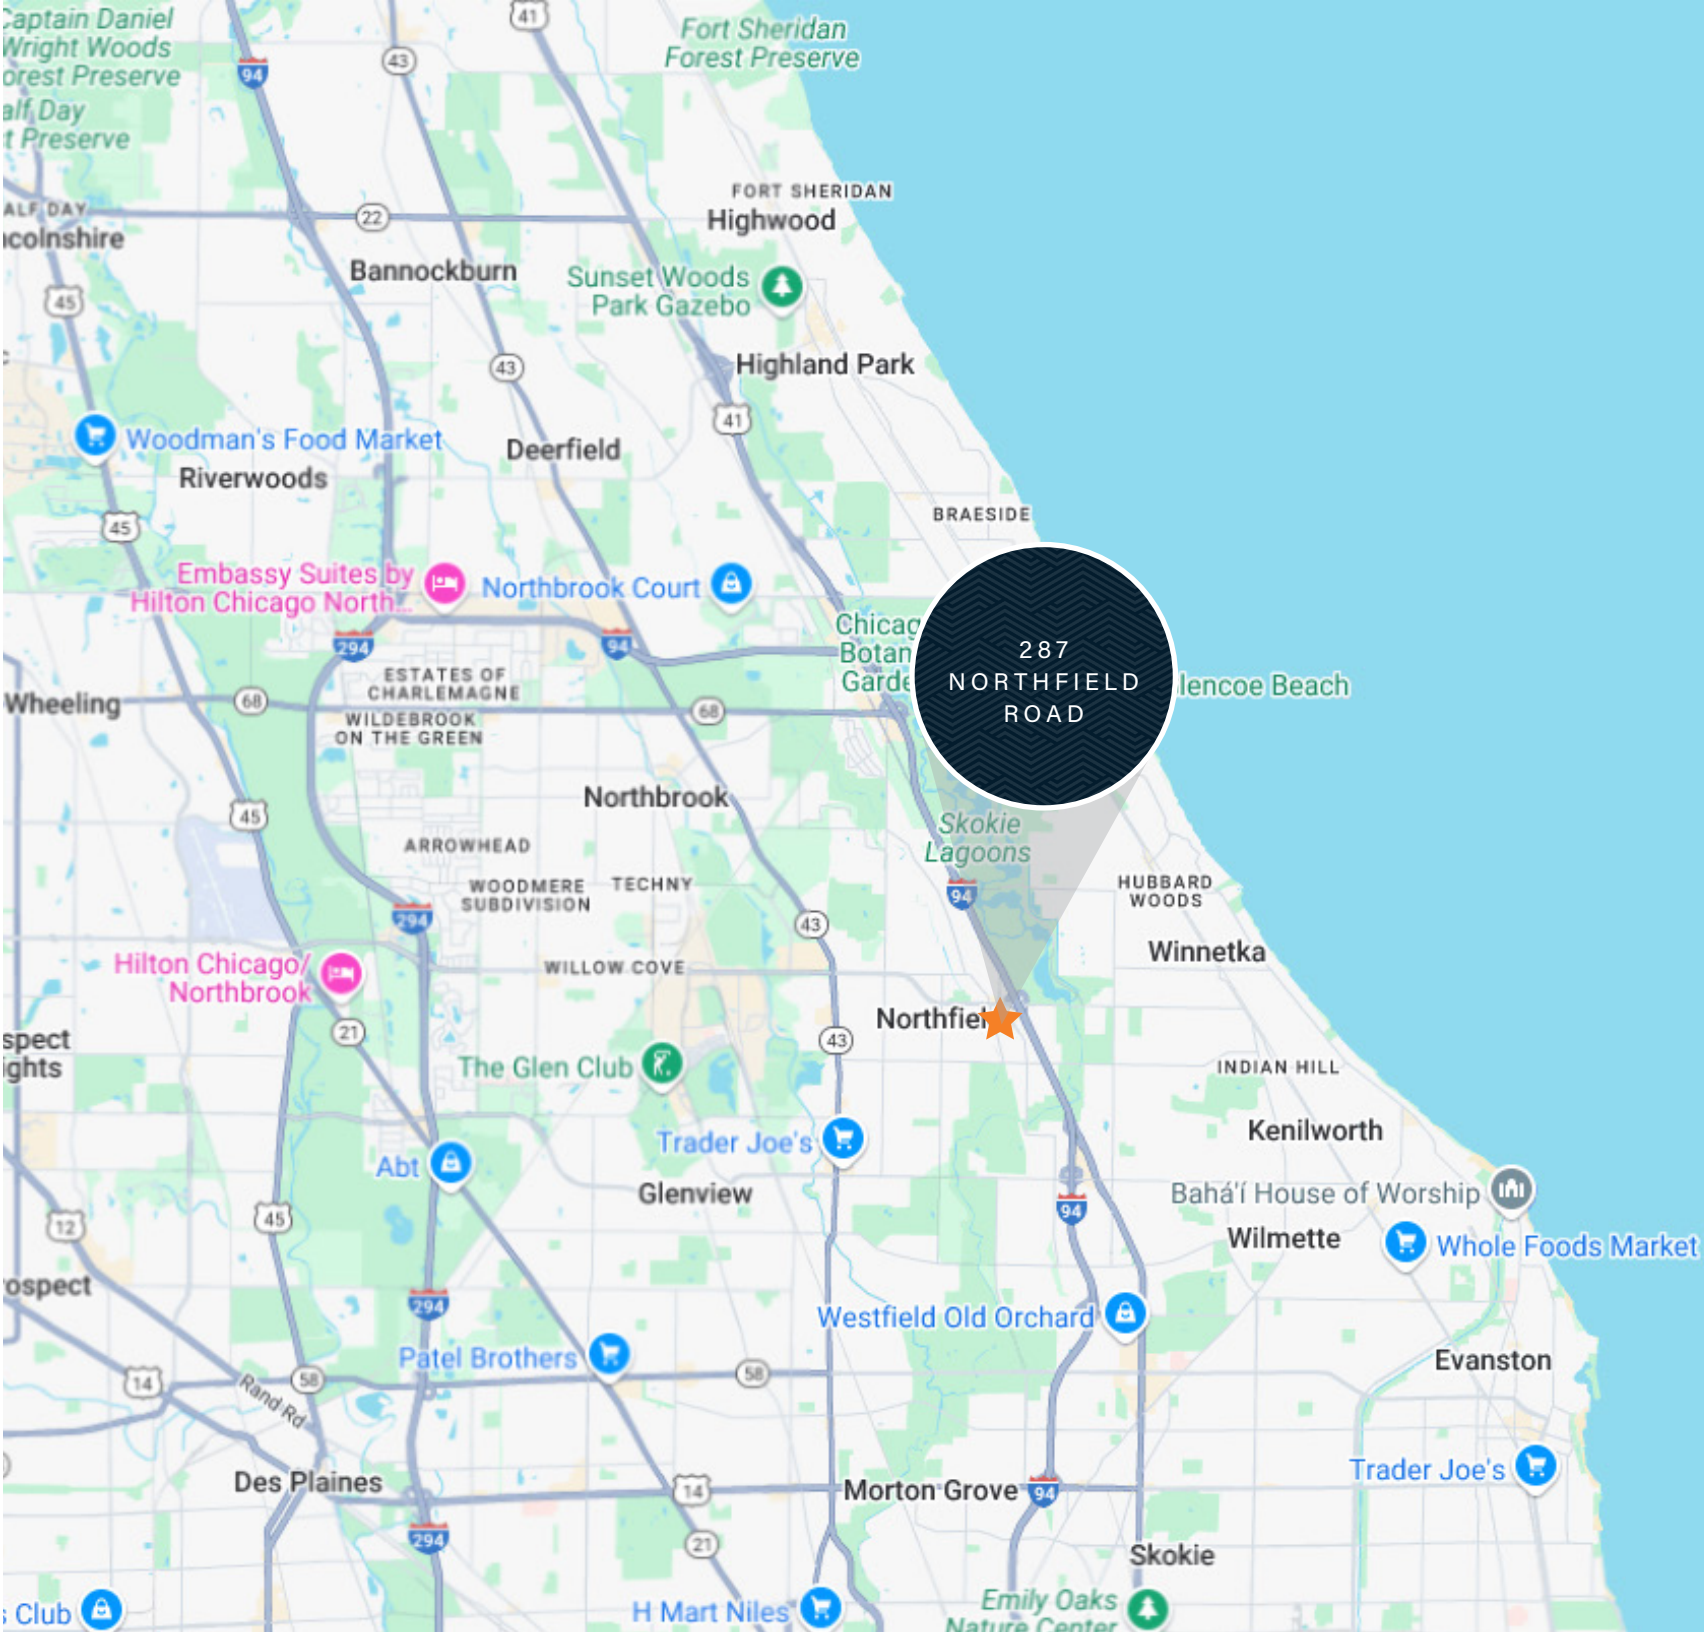 Captain Daniel
Wright Woods
orest Preserve
alf Day
t Preserve
94
43
41
Fort Sheridan
Forest Preserve
ALF DAY
ncolnshire
22
FORT SHERIDAN
Highwood
Bannockburn
Sunset Woods
Park Gazebo
45
43
Highland Park
41
Woodman's Food Market
Riverwoods
Deerfield
45
BRAESIDE
Embassy Suites by
Hilton Chicago North...
Northbrook Court
294
94
Chicag
Botan
Garde
287
NORTHFIELD
ROAD
lencoe Beach
ESTATES OF
CHARLEMAGNE
Wheeling
68
68
WILDEBROOK
ON THE GREEN
Northbrook
45
Skokie
Lagoons
ARROWHEAD
WOODMERE
SUBDIVISION
TECHNY
94
HUBBARD
WOODS
294
43
Winnetka
Hilton Chicago/
Northbrook
WILLOW COVE
21
Northfiel
43
spect
ights
The Glen Club
INDIAN HILL
Trader Joe's
Kenilworth
Abt
Glenview
94
Bahá'í House of Worship
12
45
Wilmette
Whole Foods Market
rospect
294
Westfield Old Orchard
Patel Brothers
58
58
14
Rand Rd
Evanston
Des Plaines
14
Morton Grove
94
Trader Joe's
294
21
Skokie
s Club
H Mart Niles
Emily Oaks
Nature Center